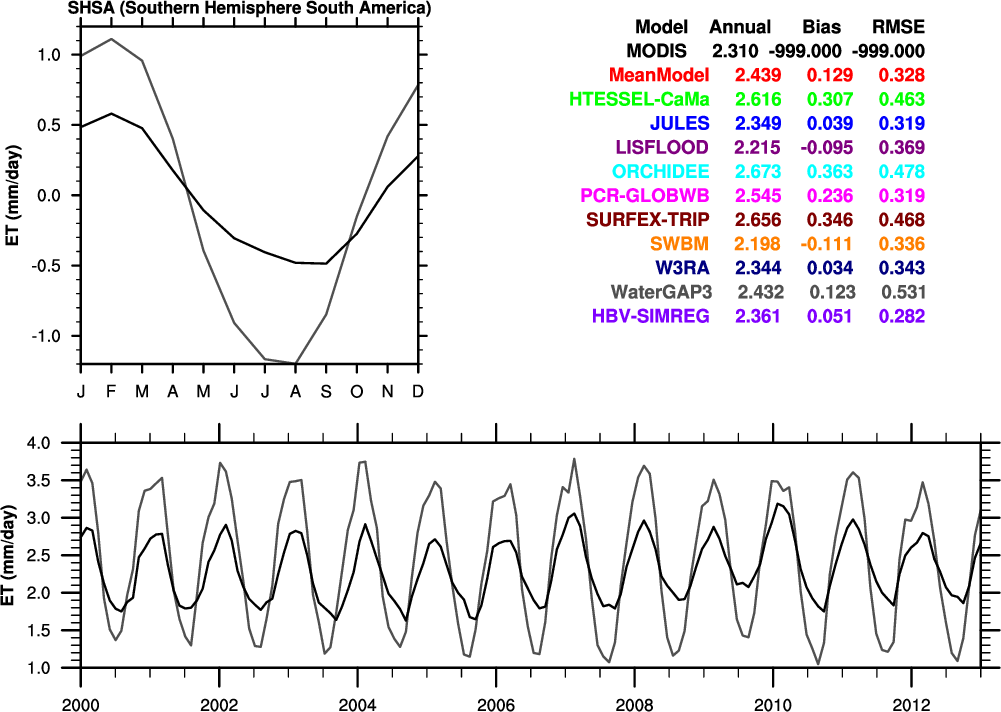 SHSA (Southern Hemisphere South America)
ET (mm/day)
1.0
0.5
0.0
-0.5
-1.0
J F M A M J J A S O N D
Model Annual Bias RMSE
MODIS 2.310 -999.000 -999.000
MeanModel 2.439 0.129 0.328
HTESSEL-CaMa 2.616 0.307 0.463
JULES 2.349 0.039 0.319
LISFLOOD 2.215 -0.095 0.369
ORCHIDEE 2.673 0.363 0.478
PCR-GLOBWB 2.545 0.236 0.319
SURFEX-TRIP 2.656 0.346 0.468
SWBM 2.198 -0.111 0.336
W3RA 2.344 0.034 0.343
WaterGAP3 2.432 0.123 0.531
HBV-SIMREG 2.361 0.051 0.282
ET (mm/day)
4.0
3.5
3.0
2.5
2.0
1.5
1.0
2000 2002 2004 2006 2008 2010 2012